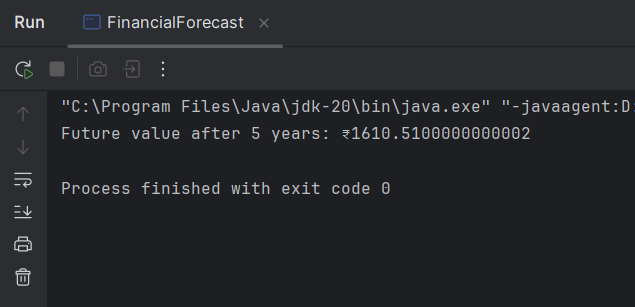 Run FinancialForecast
"C:\Program Files\Java\jdk-20\bin\java.exe" "-javaagent:D:
Future value after 5 years: ₹1610.5100000000002
Process finished with exit code 0